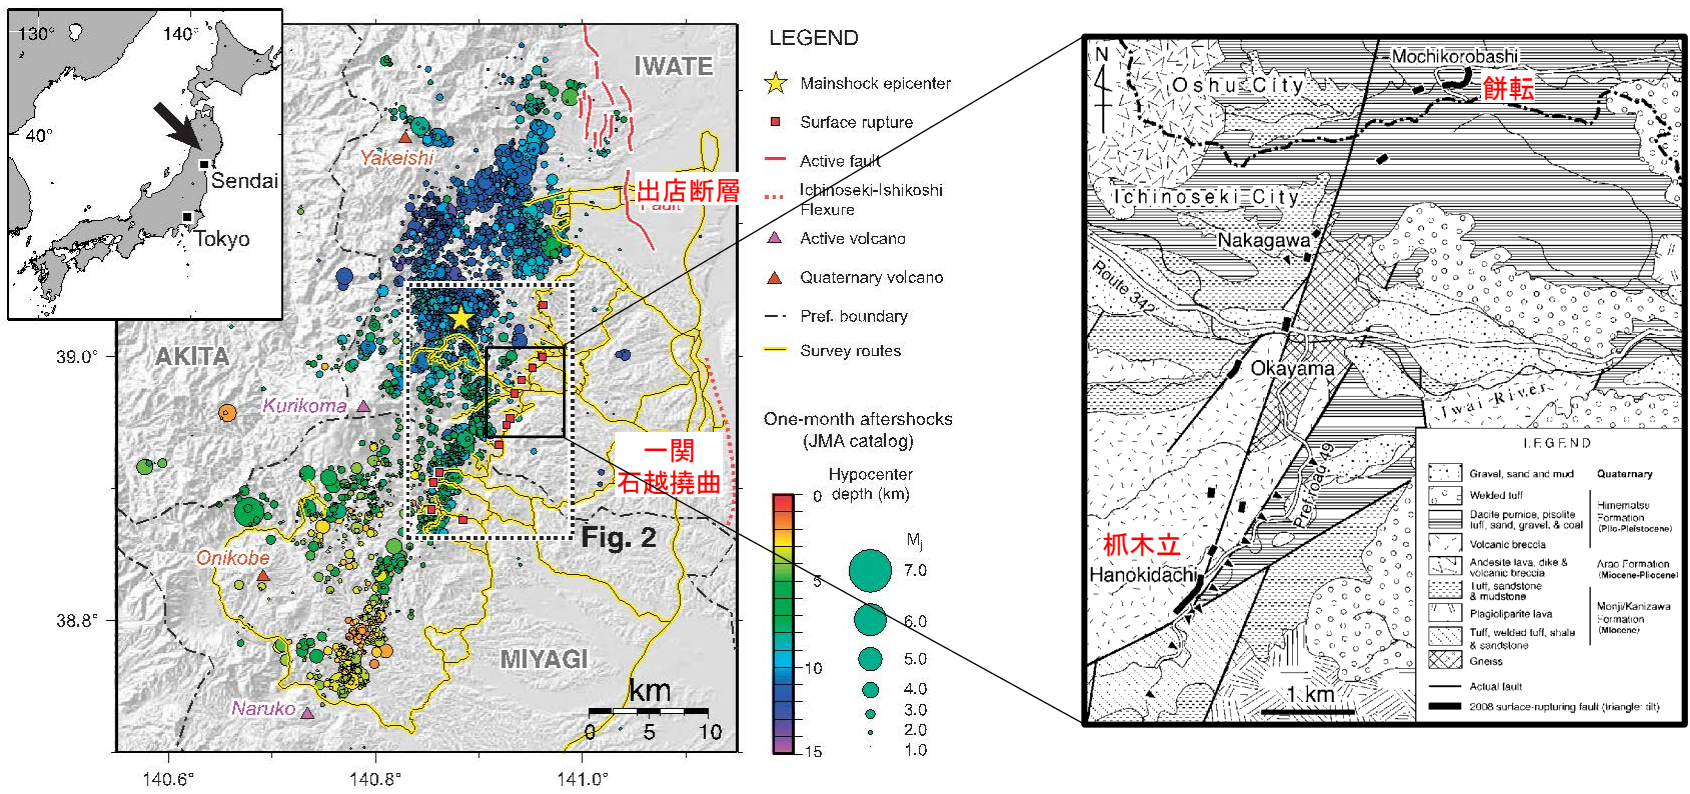 130°
140°
40°
Sendai
Tokyo
IWATE
Yakeishi
出店断層
Fault
AKITA
Kurikoma
一関
石越撓曲
Fig. 2
Onikobe
MIYAGI
Naruko
km
0 5 10
39.0°
38.8°
140.6° 140.8° 141.0°
LEGEND
Mainshock epicenter
Surface rupture
Active fault
Ichinoseki-Ishikoshi
Flexure
Active volcano
Quaternary volcano
Pref. boundary
Survey routes
One-month aftershocks
(JMA catalog)
Hypocenter
depth (km)
0
5
10
15
Mj
7.0
6.0
5.0
4.0
3.0
2.0
1.0
N
Mochikorobashi
餅転
Oshu City
Ichinoseki City
Nakagawa
Route 342
Okayama
Iwai River
Pref. road 49
枛木立
Hanokidachi
1 km
LEGEND
Gravel, sand and mud Quaternary
Welded tuff
Dacite pumice, pisolite
tuff, sand, gravel, & coal
Himematsu
Formation
(Plio-Pleistocene)
Volcanic breccia
Andesite lava, dike &
volcanic breccia
Arao Formation
(Miocene-Pliocene)
Tuff, sandstone
& mudstone
Plagioliparite lava
Monji/Kanizawa
Formation
(Miocene)
Tuff, welded tuff, shale
& sandstone
Gneiss
Actual fault
2008 surface-rupturing fault (triangler tilt)